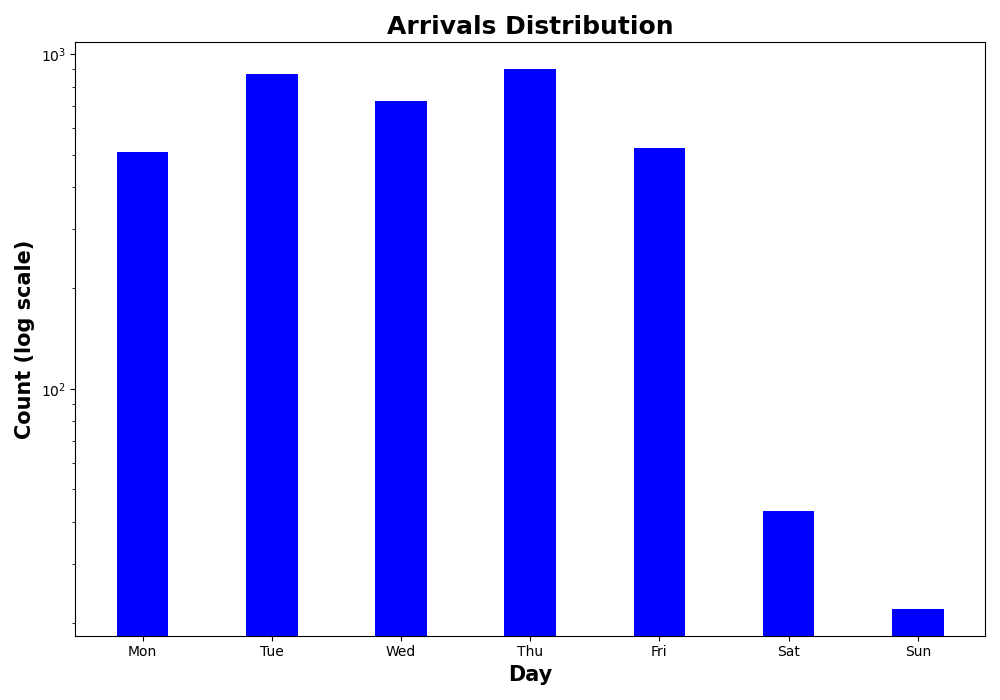 Arrivals Distribution
Count (log scale)
10³
10²
Mon Tue Wed Thu Fri Sat Sun
Day